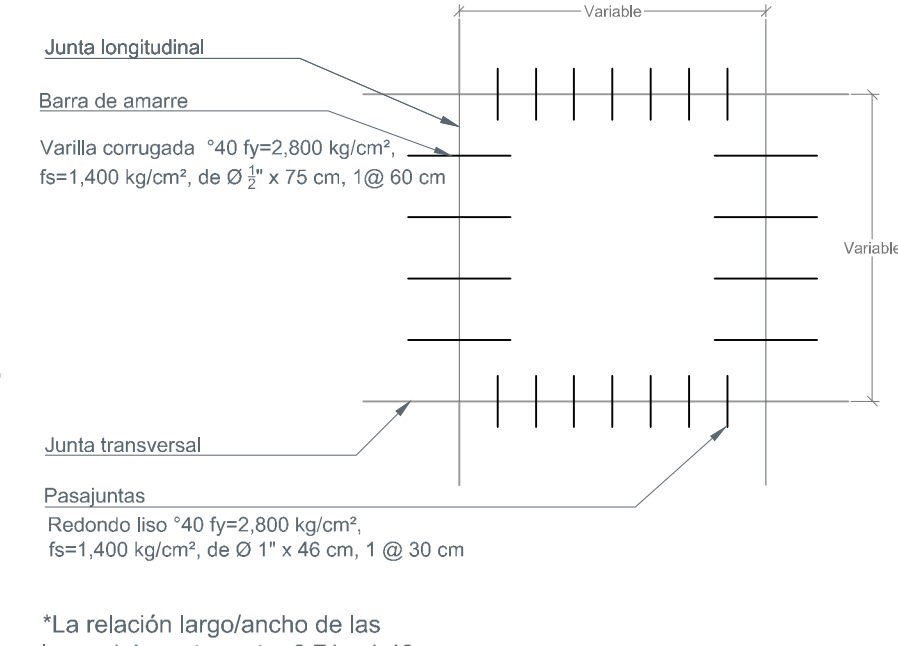 Variable
Junta longitudinal
Barra de amarre
Varilla corrugada °40 fy=2,800 kg/cm²,
fs=1,400 kg/cm², de Ø ½" x 75 cm, 1@ 60 cm
Variable
Junta transversal
Pasajuntas
Redondo liso °40 fy=2,800 kg/cm²,
fs=1,400 kg/cm², de Ø 1" x 46 cm, 1 @ 30 cm
*La relación largo/ancho de las